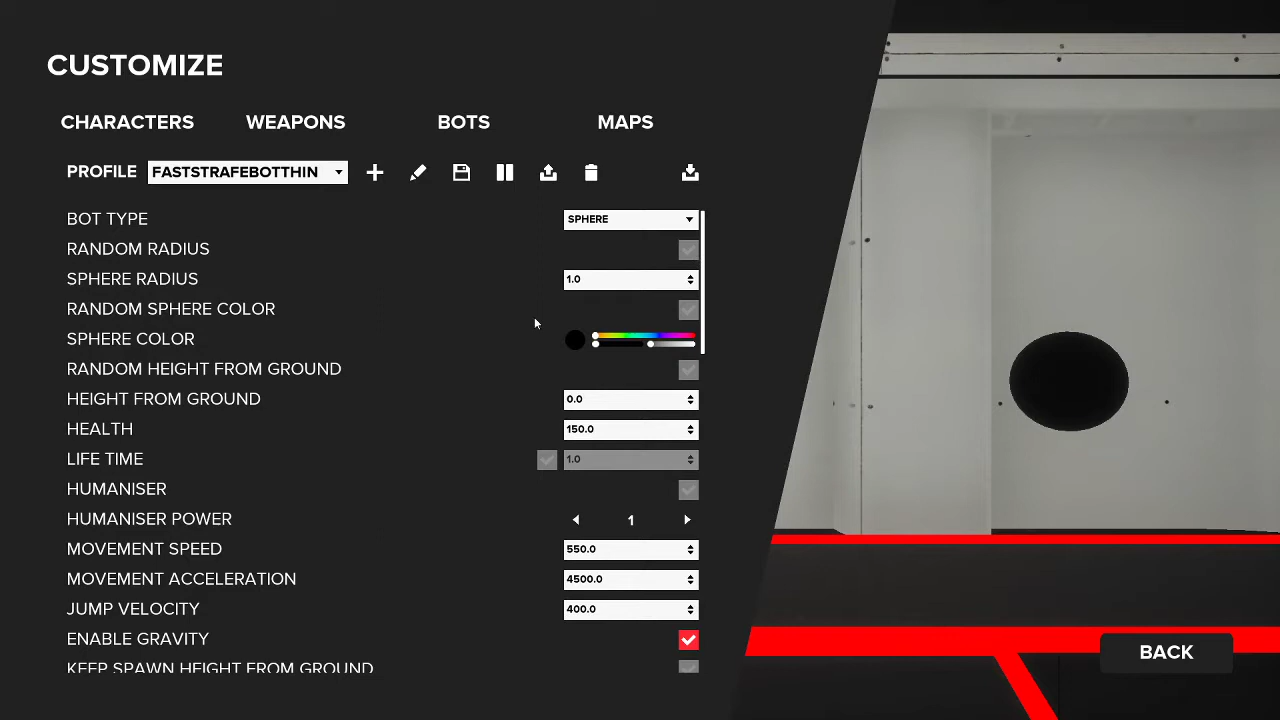 CUSTOMIZE
CHARACTERS WEAPONS BOTS MAPS
PROFILE FASTSTRAFEBOTTHIN
BOT TYPE SPHERE
RANDOM RADIUS
SPHERE RADIUS 1.0
RANDOM SPHERE COLOR
SPHERE COLOR
RANDOM HEIGHT FROM GROUND
HEIGHT FROM GROUND 0.0
HEALTH 150.0
LIFE TIME 1.0
HUMANISER
HUMANISER POWER 1
MOVEMENT SPEED 550.0
MOVEMENT ACCELERATION 4500.0
JUMP VELOCITY 400.0
ENABLE GRAVITY
KEEP SPAWN HEIGHT FROM GROUND
BACK